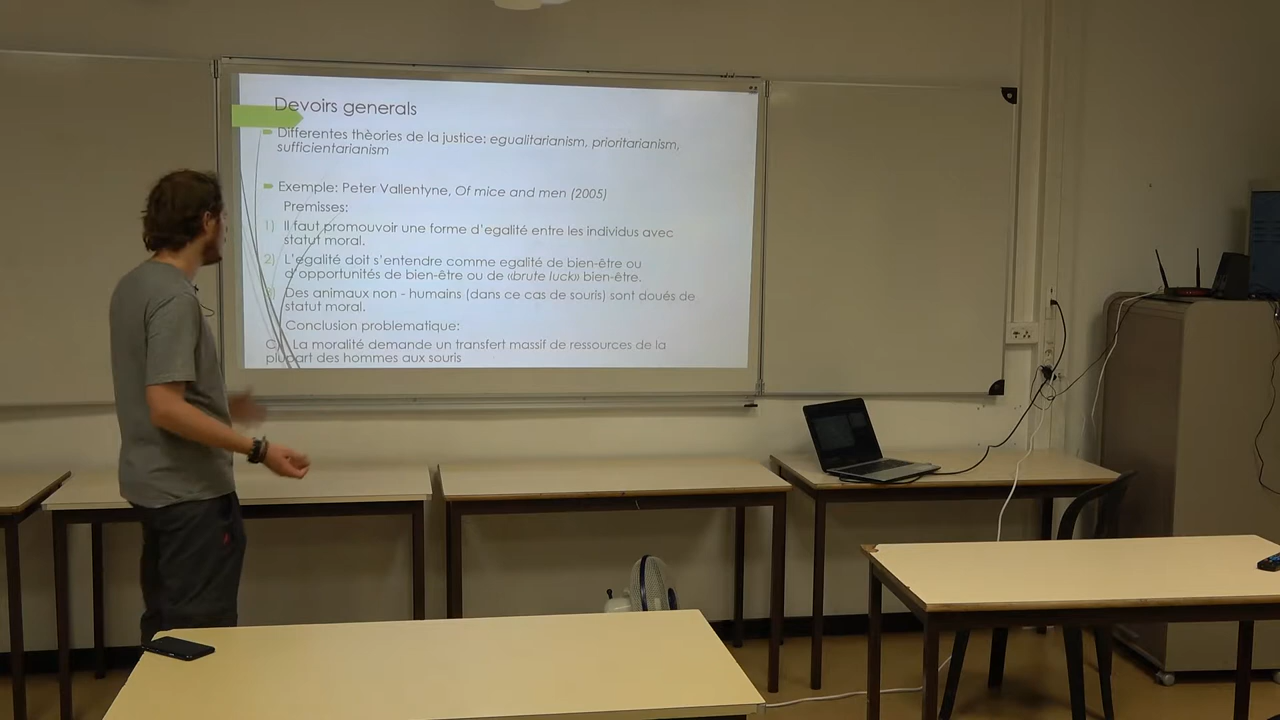 Devoirs generals
Differentes thèories de la justice: egualitarianism, prioritarianism,
sufficientarianism
Exemple: Peter Vallentyne, Of mice and men (2005)
Premisses:
1) Il faut promouvoir une forme d'egalité entre les individus avec
statut moral.
2) L'égalité doit s'entendre comme egalité de bien-être ou
d'opportunités de bien-être ou de «brute luck» bien-être.
Des animaux non - humains (dans ce cas de souris) sont doués de
statut moral.
Conclusion problematique:
C) La moralité demande un transfert massif de ressources de la
plupart des hommes aux souris